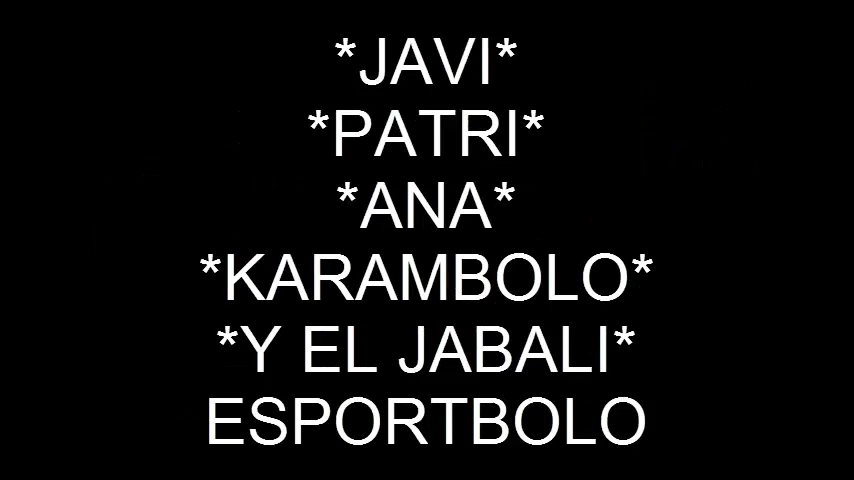 *JAVI*
*PATRI*
*ANA*
*KARAMBOLO*
*Y EL JABALI*
ESPORTBOLO